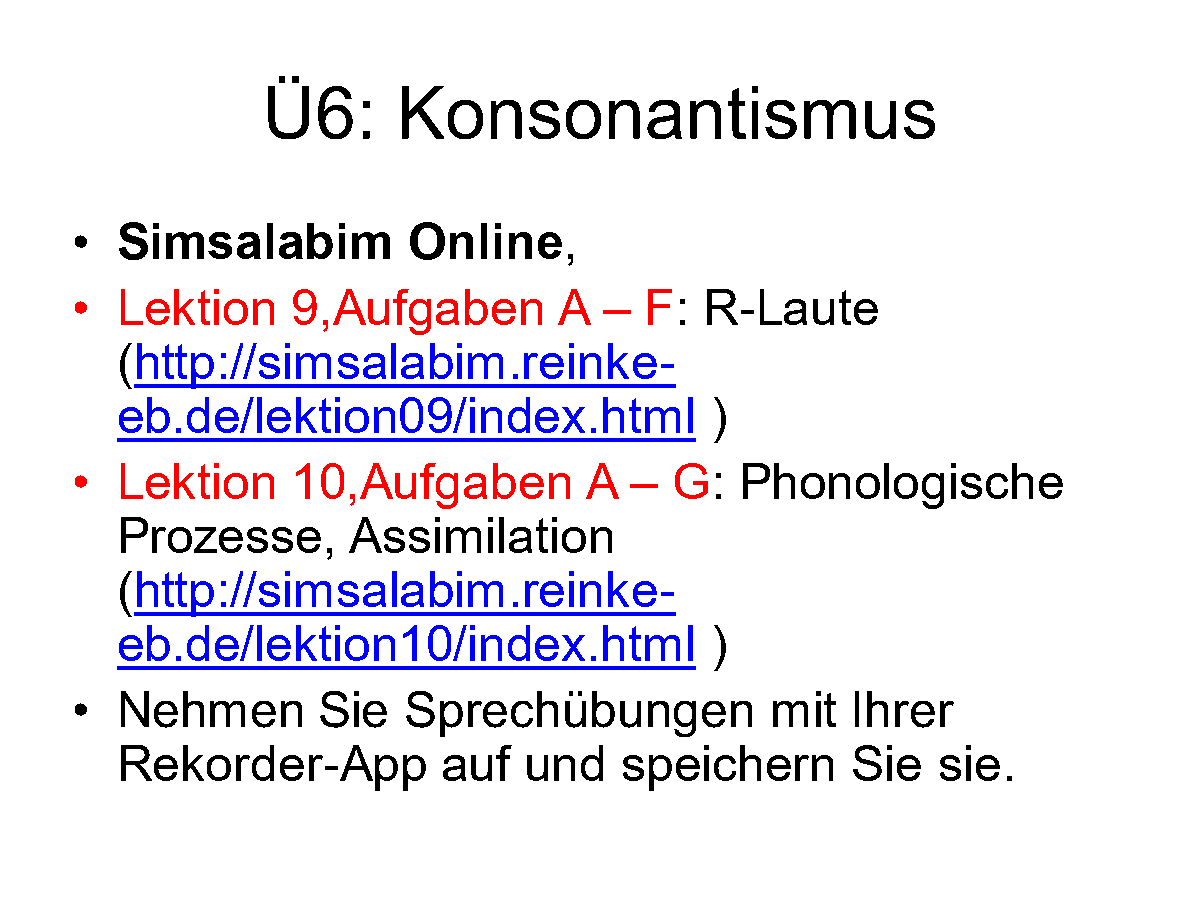 Ü6: Konsonantismus
• Simsalabim Online,
• Lektion 9,Aufgaben A – F: R-Laute
(http://simsalabim.reinke-
eb.de/lektion09/index.html )
• Lektion 10,Aufgaben A – G: Phonologische
Prozesse, Assimilation
(http://simsalabim.reinke-
eb.de/lektion10/index.html )
• Nehmen Sie Sprechübungen mit Ihrer
Rekorder-App auf und speichern Sie sie.